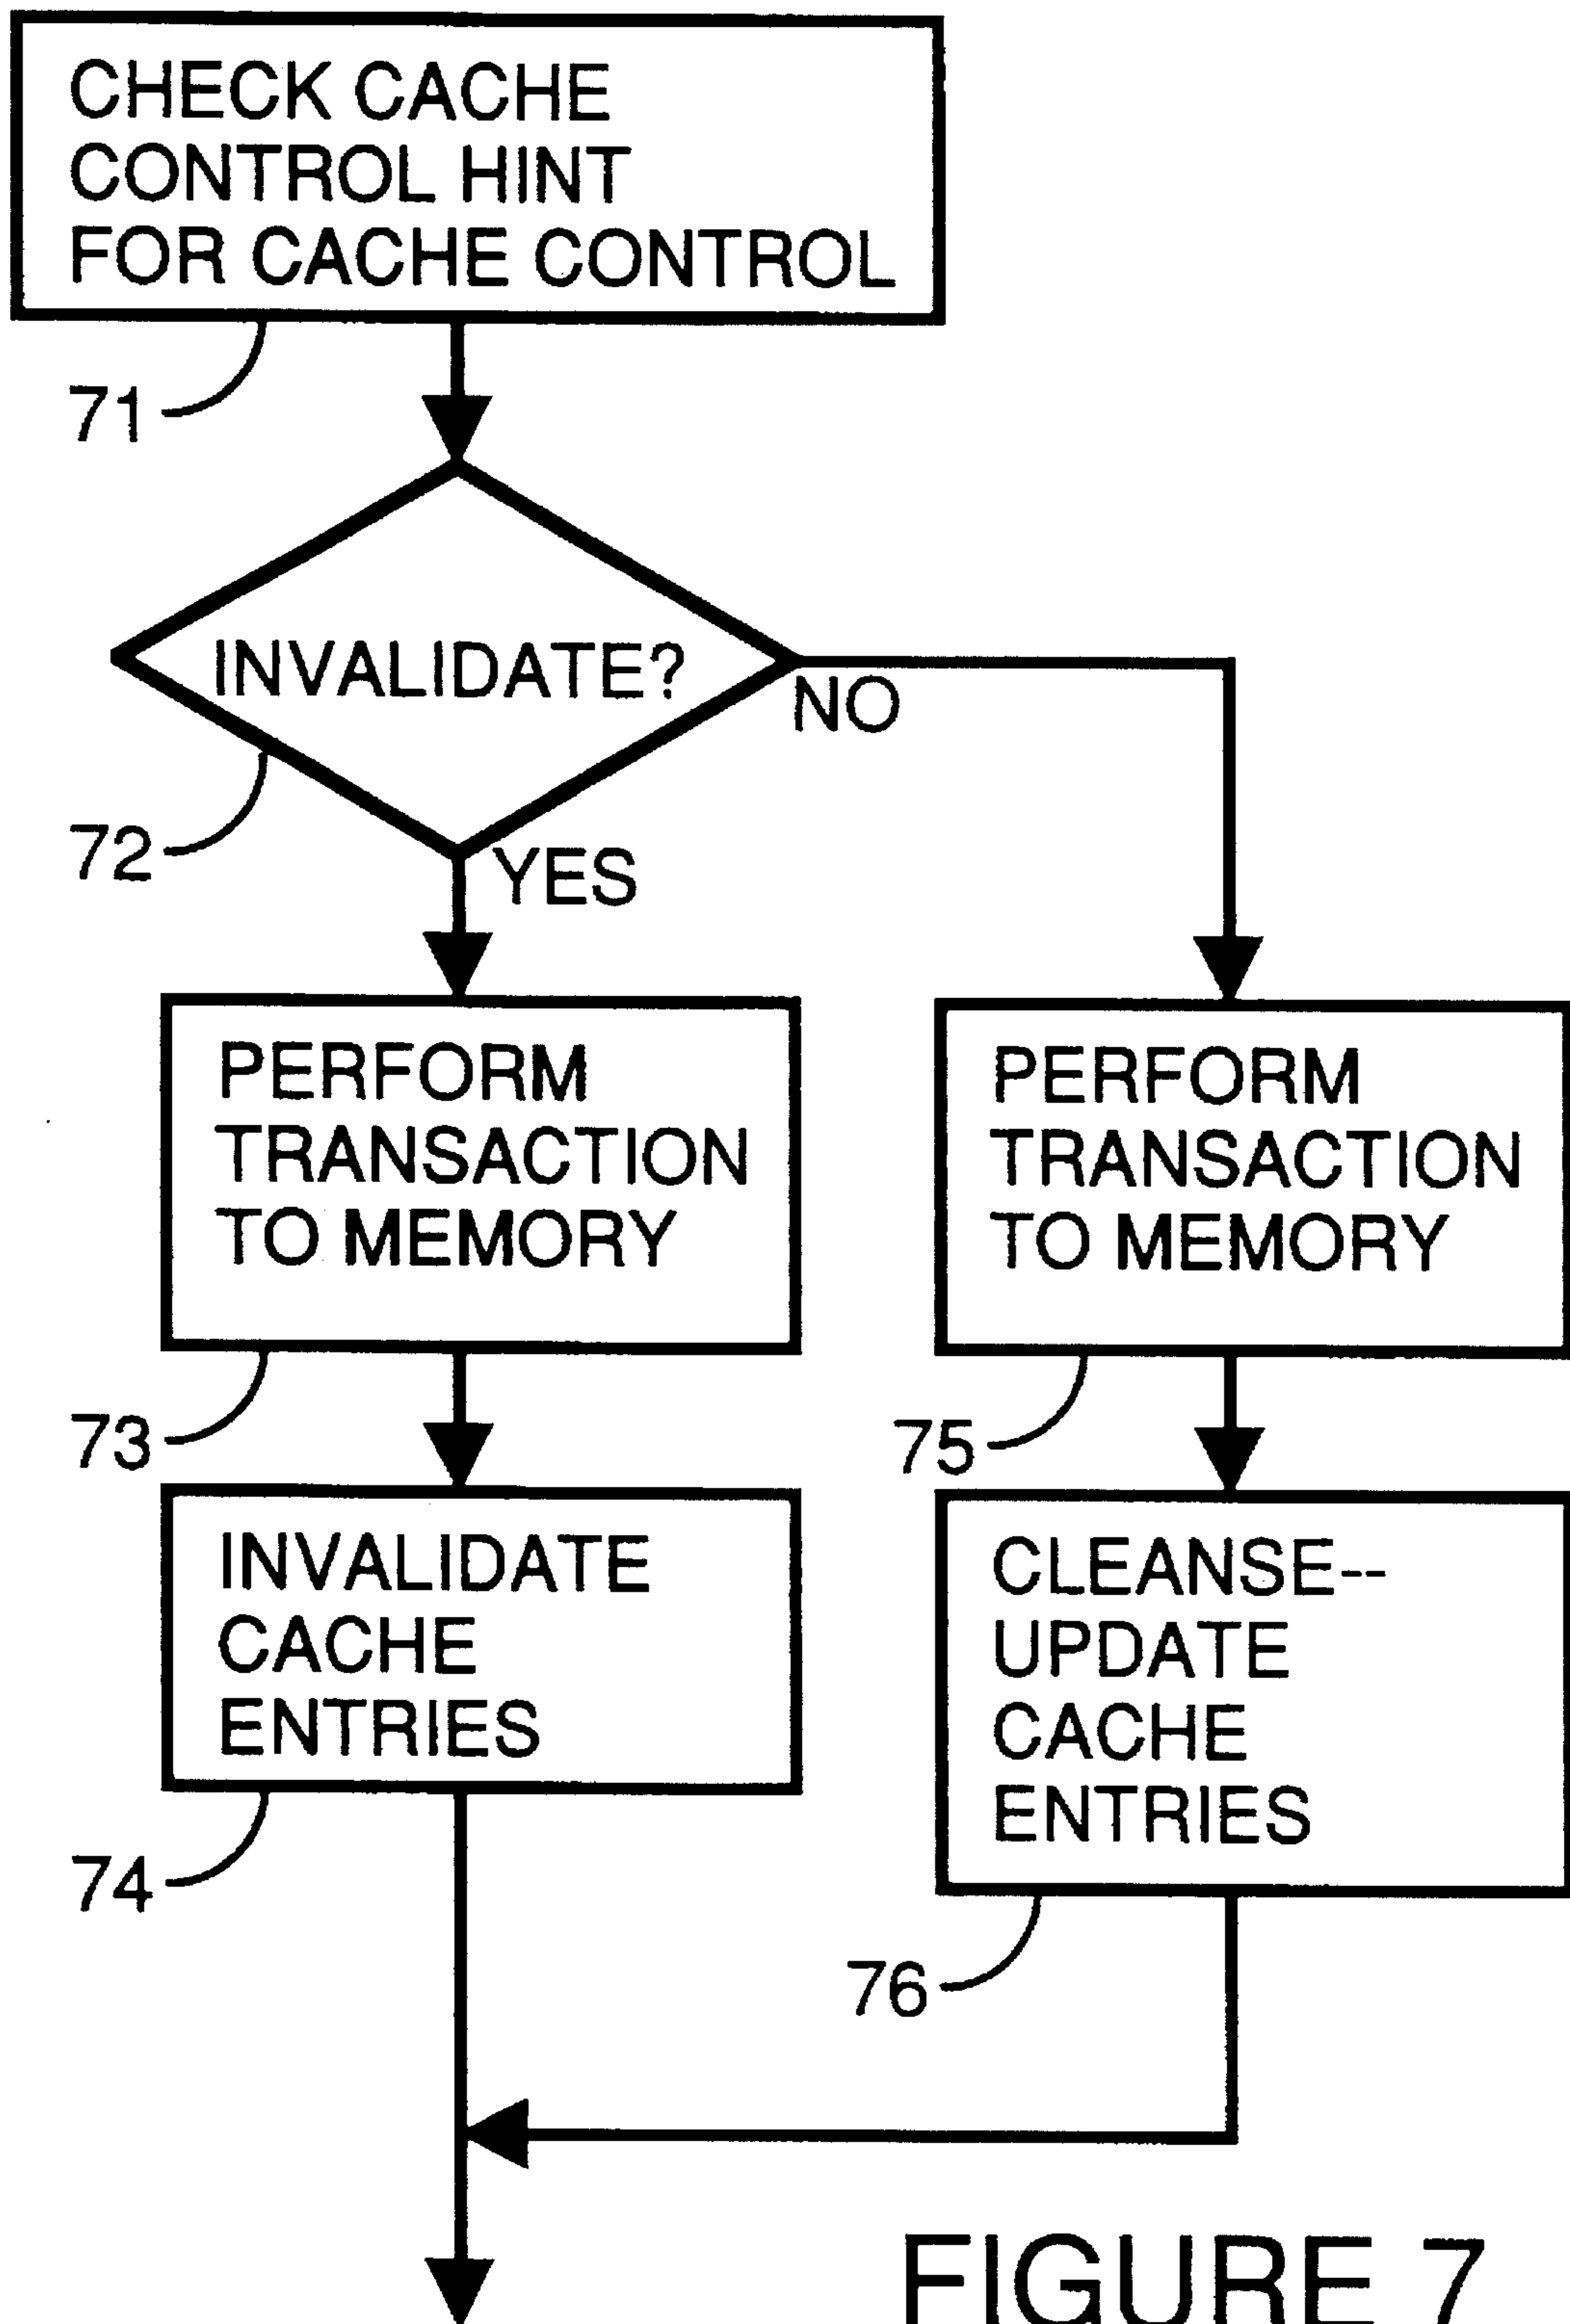 CHECK CACHE
CONTROL HINT
FOR CACHE CONTROL
71
INVALIDATE?
NO
72
YES
PERFORM
TRANSACTION
TO MEMORY
73
PERFORM
TRANSACTION
TO MEMORY
75
INVALIDATE
CACHE
ENTRIES
74
CLEANSE--
UPDATE
CACHE
ENTRIES
76
FIGURE 7